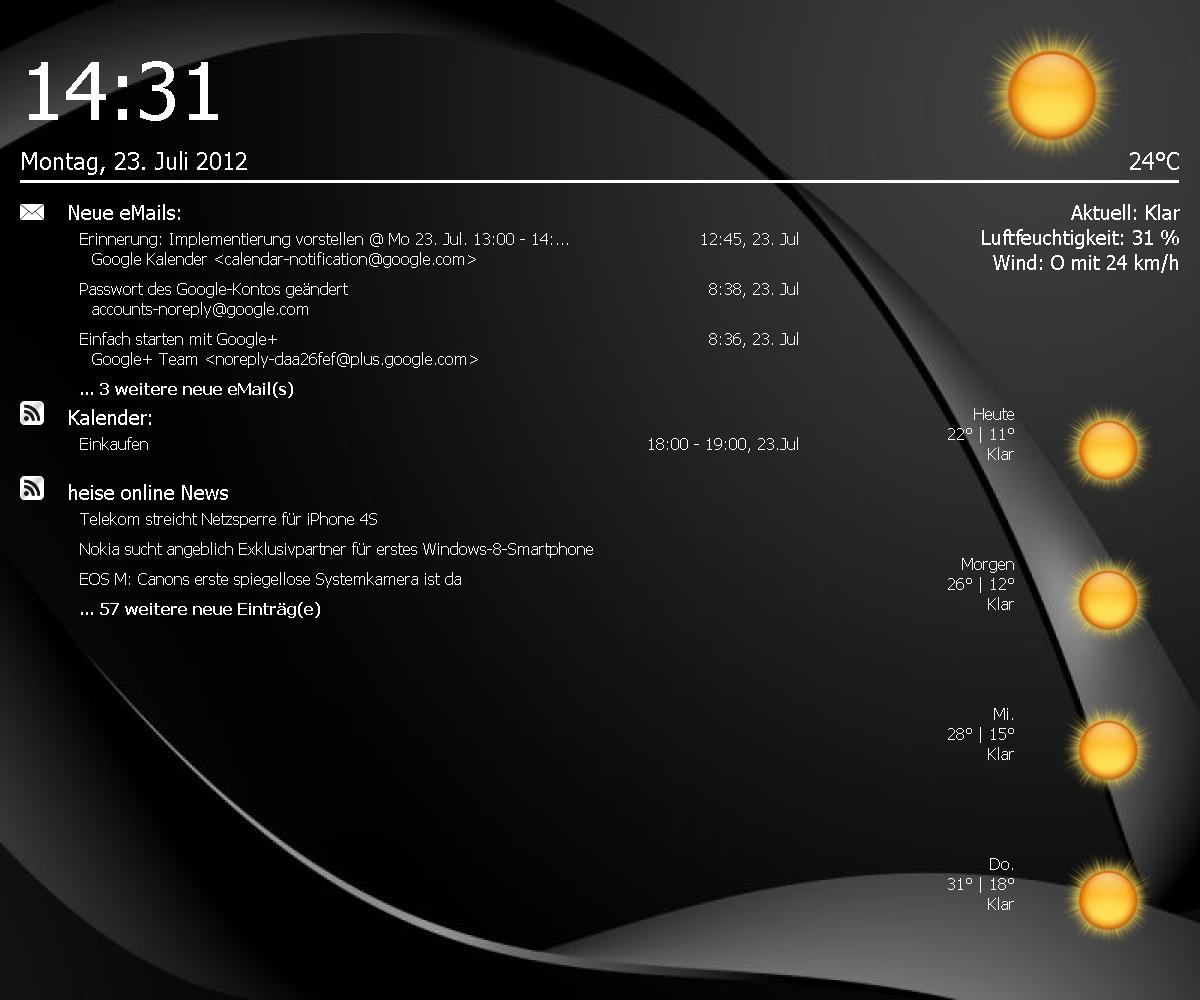 14:31
Montag, 23. Juli 2012
24°C
Neue eMails:
Erinnerung: Implementierung vorstellen @ Mo 23. Jul. 13:00 - 14:... 12:45, 23. Jul
Google Kalender <calendar-notification@google.com>
Passwort des Google-Kontos geändert 8:38, 23. Jul
accounts-noreply@google.com
Einfach starten mit Google+ 8:36, 23. Jul
Google+ Team <noreply-daa26fef@plus.google.com>
... 3 weitere neue eMail(s)
Kalender:
Einkaufen 18:00 - 19:00, 23.Jul
heise online News
Telekom streicht Netzsperre für iPhone 4S
Nokia sucht angeblich Exklusivpartner für erstes Windows-8-Smartphone
EOS M: Canons erste spiegellose Systemkamera ist da
... 57 weitere neue Einträg(e)
Aktuell: Klar
Luftfeuchtigkeit: 31 %
Wind: O mit 24 km/h
Heute
22° | 11°
Klar
Morgen
26° | 12°
Klar
Mi.
28° | 15°
Klar
Do.
31° | 18°
Klar